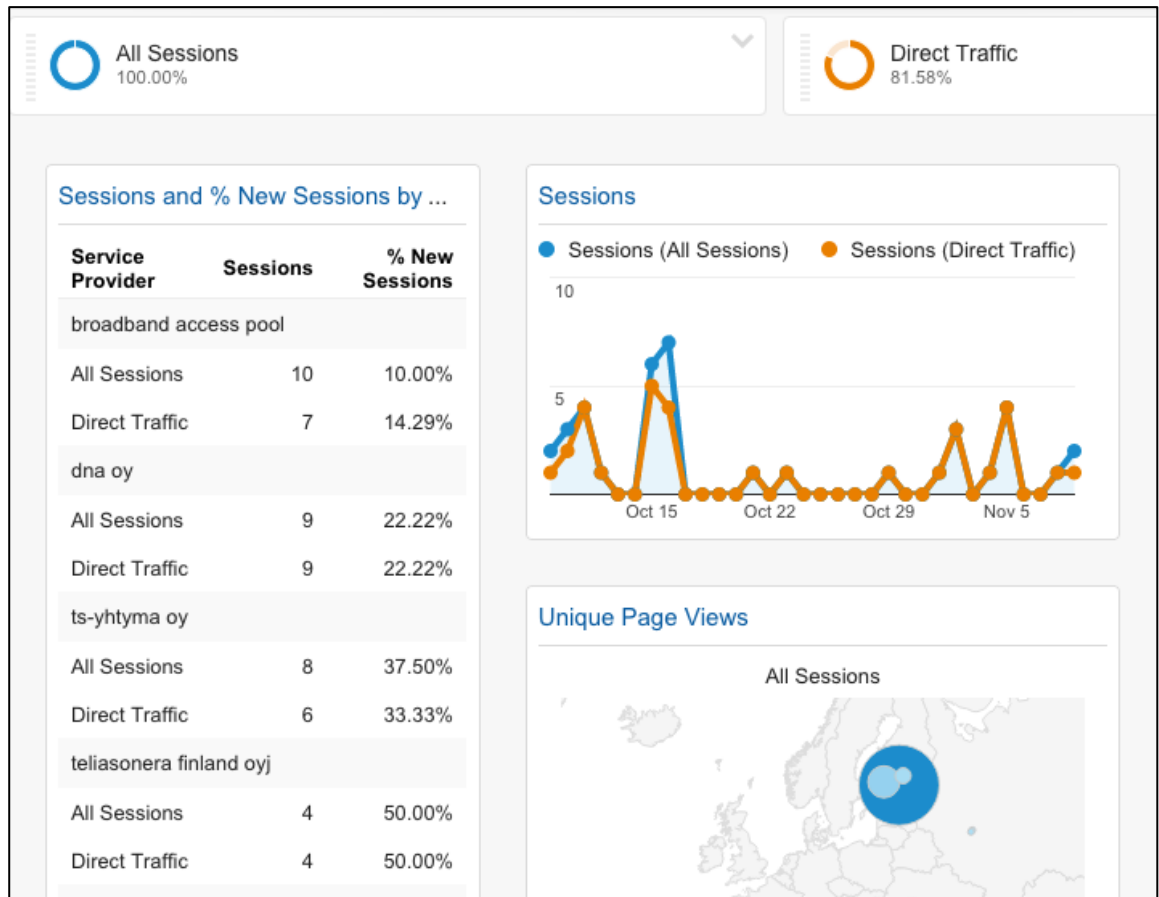 All Sessions
100.00%
Direct Traffic
81.58%
Sessions and % New Sessions by ...
Service Provider Sessions % New Sessions
broadband access pool
All Sessions 10 10.00%
Direct Traffic 7 14.29%
dna oy
All Sessions 9 22.22%
Direct Traffic 9 22.22%
ts-yhtyma oy
All Sessions 8 37.50%
Direct Traffic 6 33.33%
teliasonera finland oyj
All Sessions 4 50.00%
Direct Traffic 4 50.00%
Sessions
Sessions (All Sessions) Sessions (Direct Traffic)
10
5
Oct 15 Oct 22 Oct 29 Nov 5
Unique Page Views
All Sessions